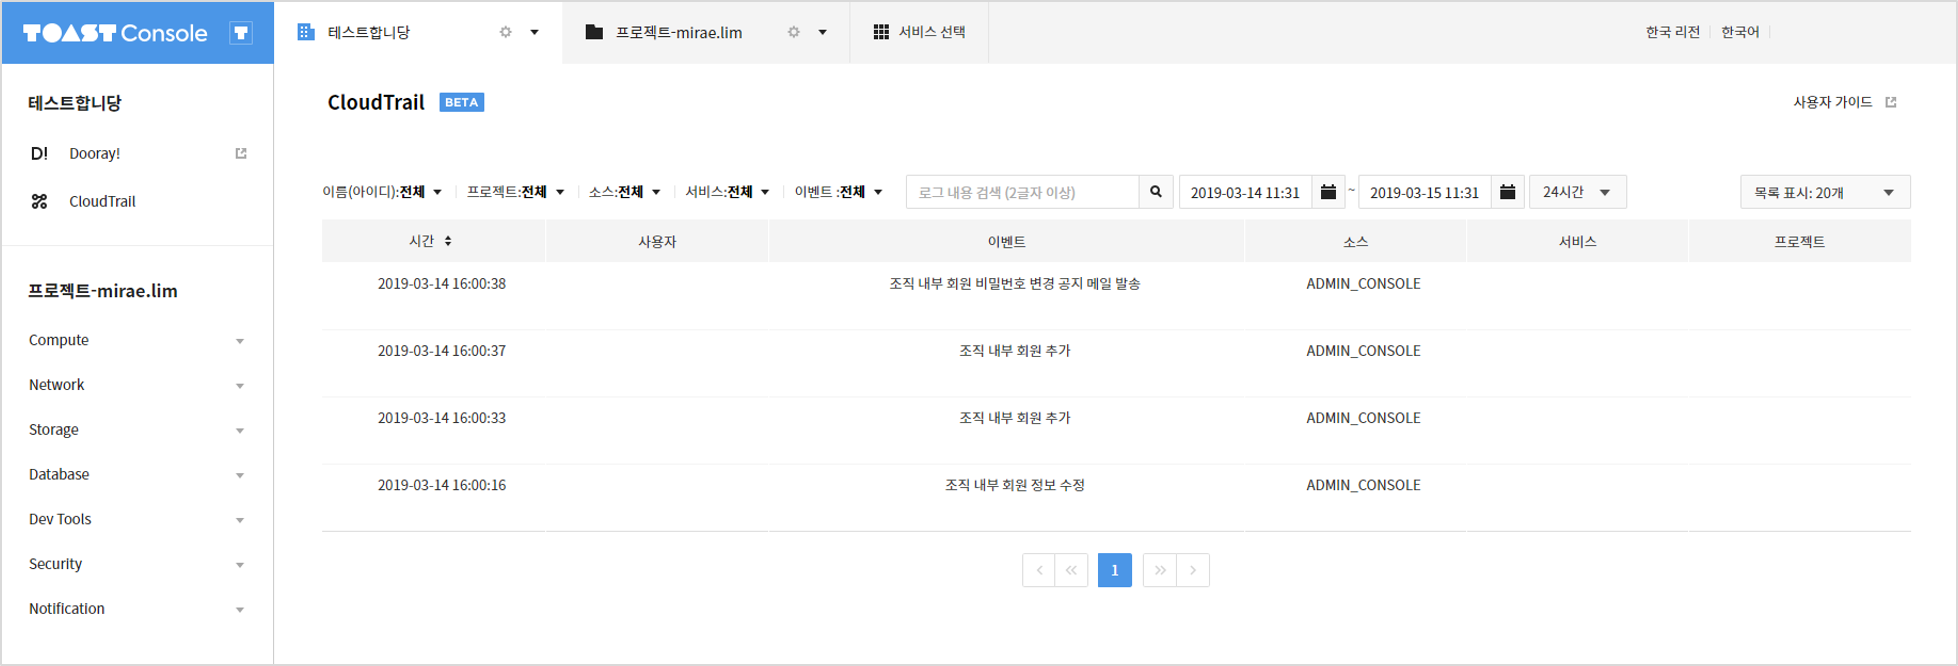 TOAST Console
테스트합니당
프로젝트-mirae.lim
서비스 선택
한국 리전
한국어
테스트합니당
D! Dooray!
CloudTrail
프로젝트-mirae.lim
Compute
Network
Storage
Database
Dev Tools
Security
Notification
CloudTrail BETA
사용자 가이드
이름(아이디):전체 프로젝트:전체 소스:전체 서비스:전체 이벤트 :전체 로그 내용 검색 (2글자 이상) 2019-03-14 11:31 ~ 2019-03-15 11:31 24시간 목록 표시: 20개
시간 사용자 이벤트 소스 서비스 프로젝트
2019-03-14 16:00:38 조직 내부 회원 비밀번호 변경 공지 메일 발송 ADMIN_CONSOLE
2019-03-14 16:00:37 조직 내부 회원 추가 ADMIN_CONSOLE
2019-03-14 16:00:33 조직 내부 회원 추가 ADMIN_CONSOLE
2019-03-14 16:00:16 조직 내부 회원 정보 수정 ADMIN_CONSOLE
1